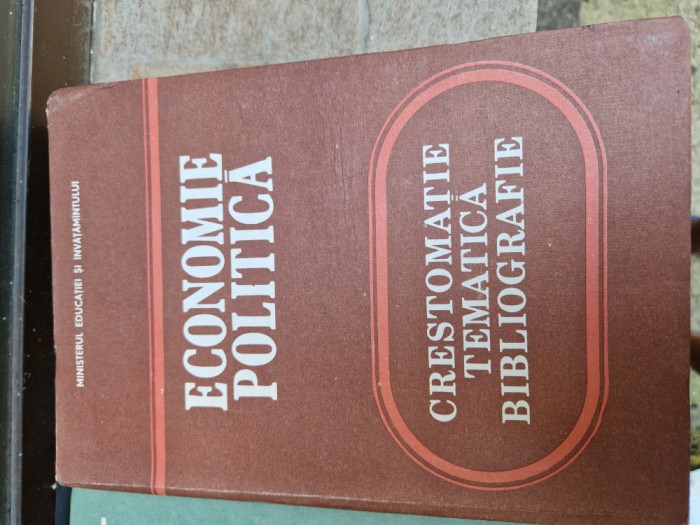 MINISTERUL EDUCAȚIEI ȘI ÎNVĂȚĂMÎNTULUI
ECONOMIE
POLITICĂ
CRESTOMAȚIE
TEMATICĂ
BIBLIOGRAFIE